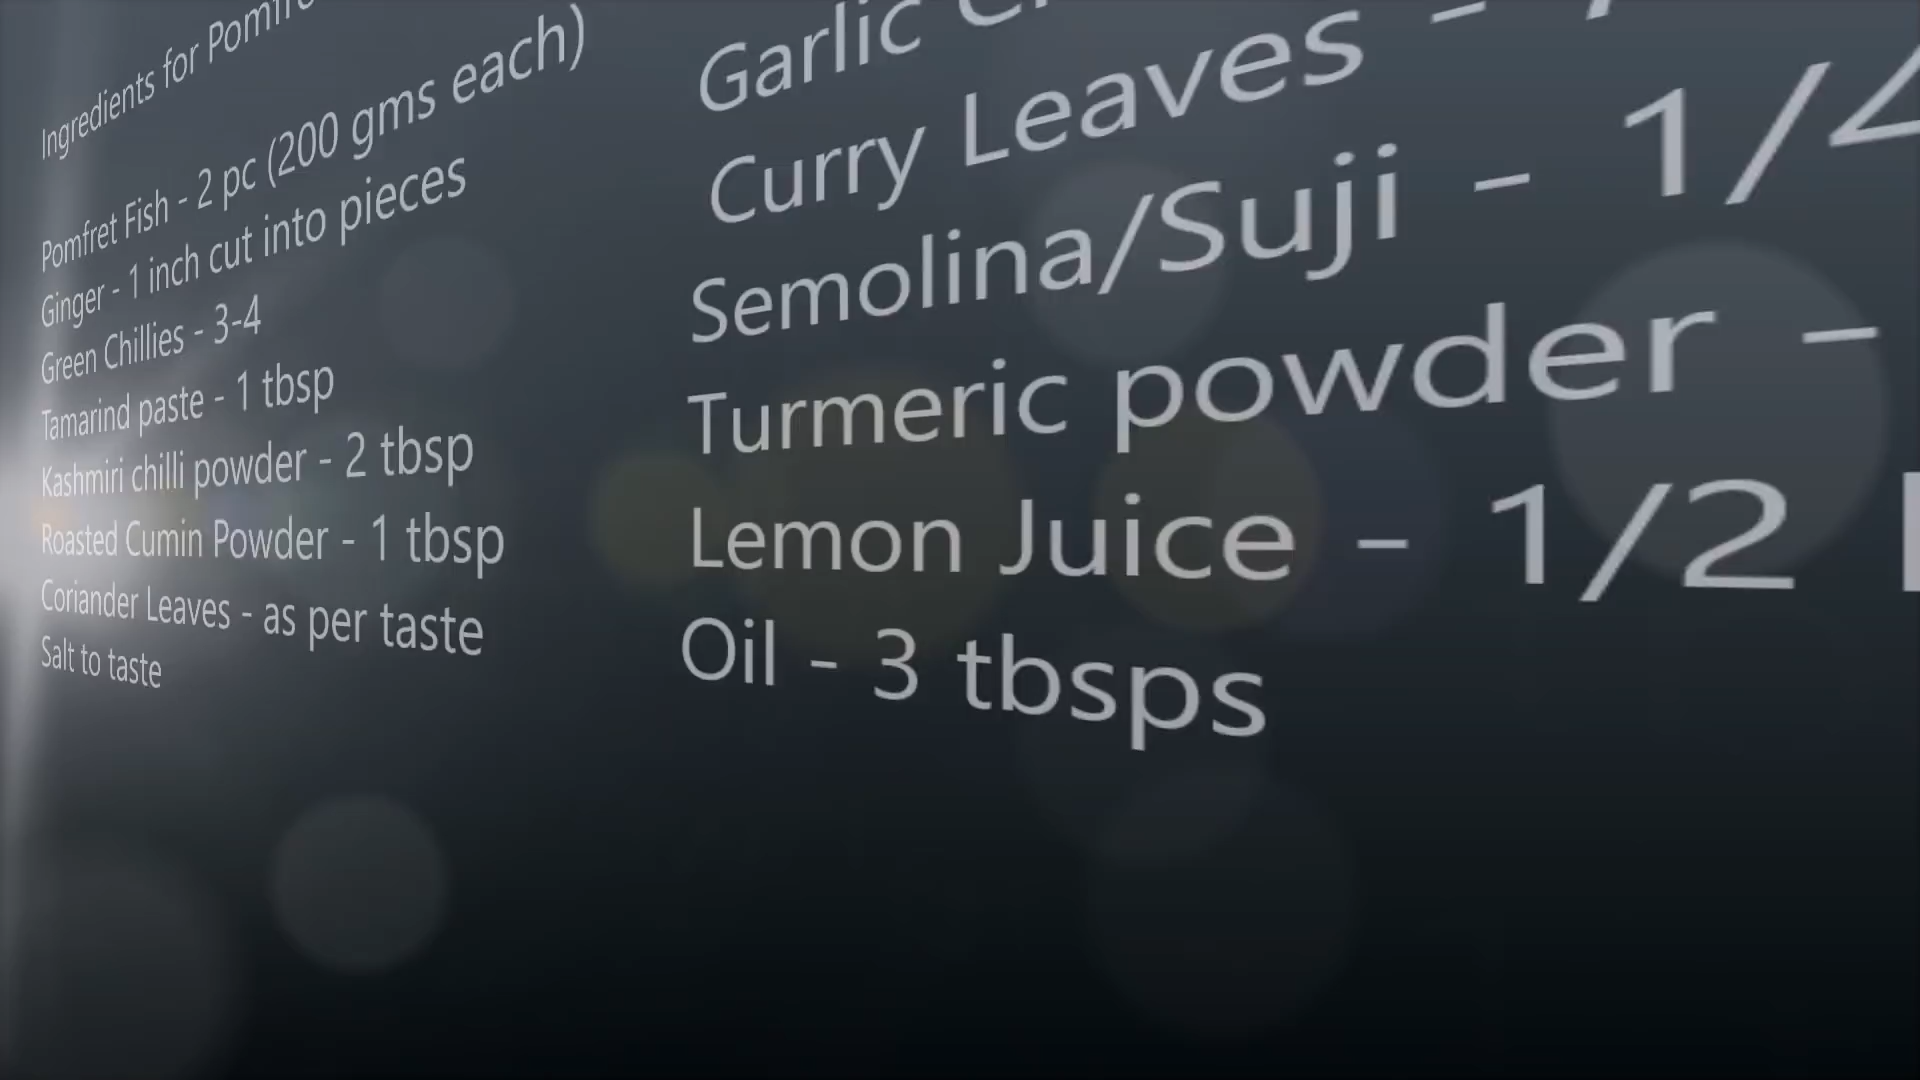 Ingredients for
Pomfret Fish - 2 pc (200 gms each)
Ginger - 1 inch cut into pieces
Green Chillies - 3-4
Tamarind paste - 1 tbsp
Kashmiri chilli powder - 2 tbsp
Roasted Cumin Powder - 1 tbsp
Coriander Leaves - as per taste
Salt to taste
Garlic
Curry Leaves -
Semolina/Suji - 1/4
Turmeric powder -
Lemon Juice - 1/2
Oil - 3 tbsps